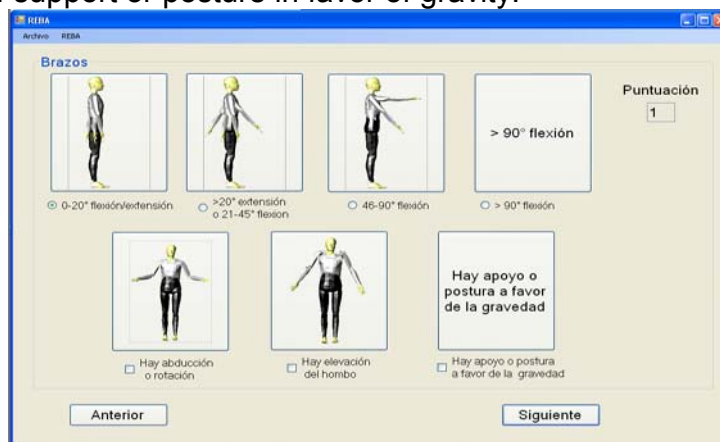 support or posture in favor of gravity.
REBA
Archivo REBA
Brazos
Puntuación
1
> 90° flexión
0-20° flexión/extensión
>20° extensión
o 21-45° flexion
46-90° flexión
> 90° flexión
Hay apoyo o
postura a favor
de la gravedad
Hay abducción
o rotación
Hay elevación
del hombo
Hay apoyo o postura
a favor de la gravedad
Anterior
Siguiente